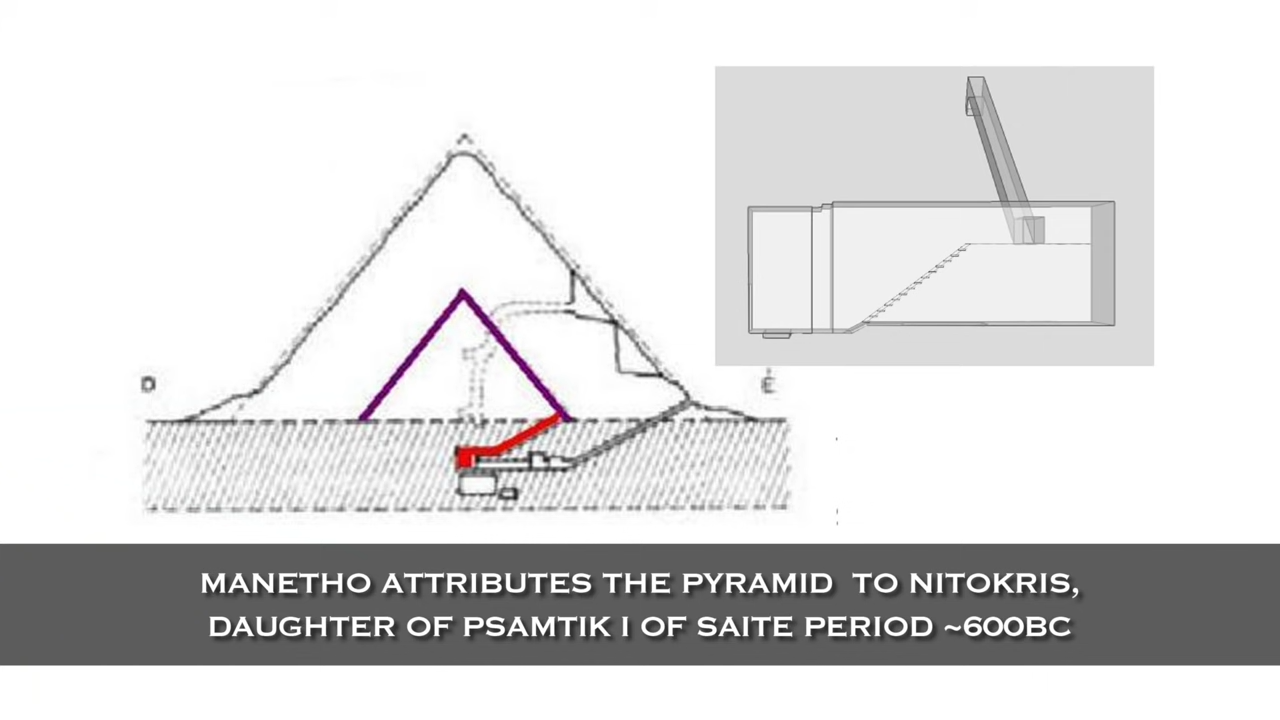 D
E
MANETHO ATTRIBUTES THE PYRAMID TO NITOKRIS,
DAUGHTER OF PSAMTIK I OF SAITE PERIOD ~600BC